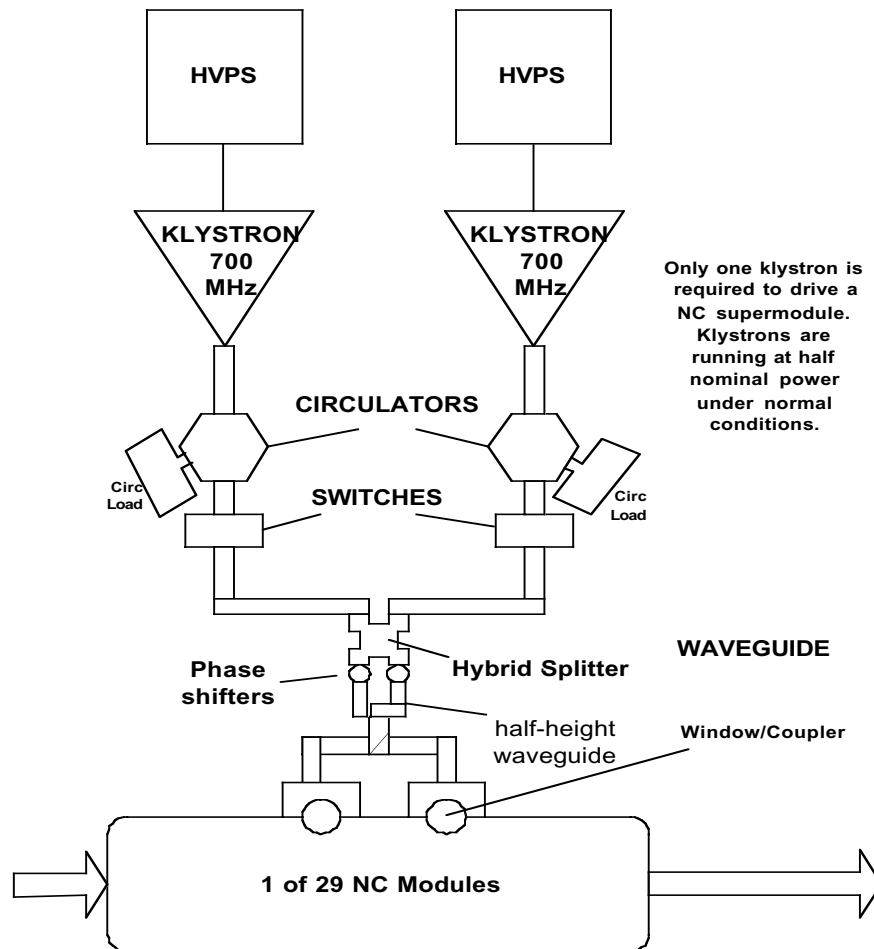 HVPS
HVPS
KLYSTRON
700
MHz
KLYSTRON
700
MHz
Only one klystron is
required to drive a
NC supermodule.
Klystrons are
running at half
nominal power
under normal
conditions.
CIRCULATORS
Circ
Load
SWITCHES
Circ
Load
Phase
shifters
Hybrid Splitter
WAVEGUIDE
half-height
waveguide
Window/Coupler
1 of 29 NC Modules